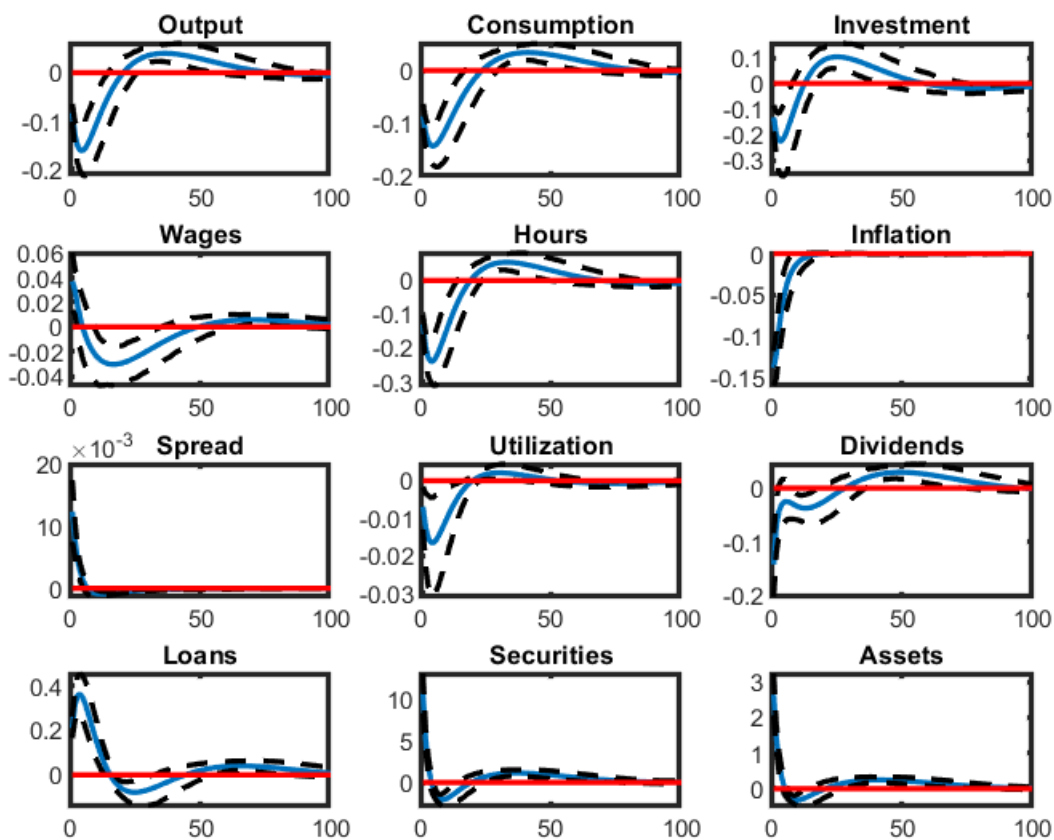 Output Consumption Investment
0
-0.1
-0.2
0 50 100
0
-0.1
-0.2
0 50 100
0.1
0
-0.1
-0.2
-0.3
0 50 100
Wages Hours Inflation
0.06
0.04
0.02
0
-0.02
-0.04
0 50 100
0
-0.1
-0.2
-0.3
0 50 100
0
-0.05
-0.1
-0.15
0 50 100
Spread Utilization Dividends
×10⁻³
20
10
0
0 50 100
0
-0.01
-0.02
-0.03
0 50 100
0
-0.1
-0.2
0 50 100
Loans Securities Assets
0.4
0.2
0
0 50 100
10
5
0
0 50 100
3
2
1
0
0 50 100